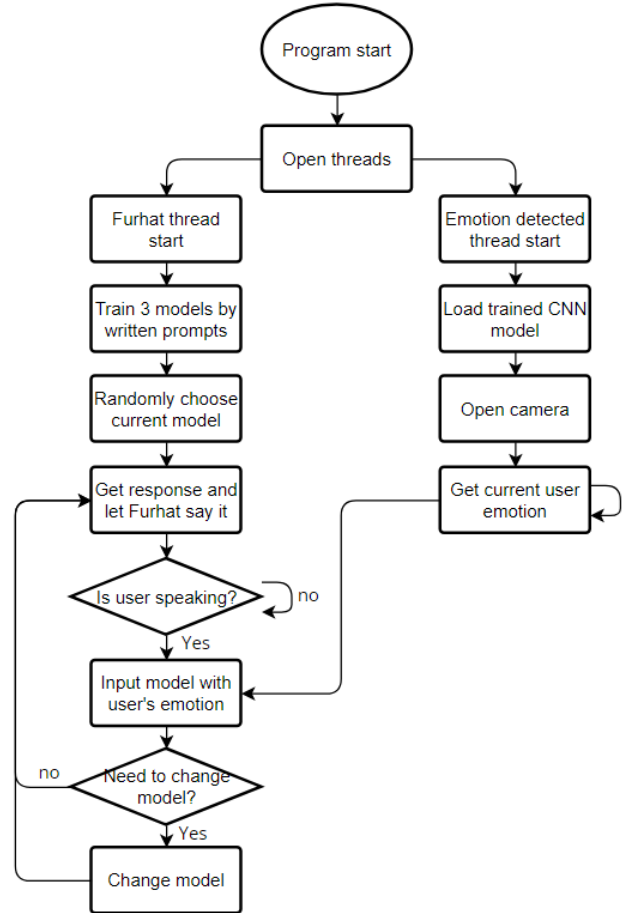 Program start
Open threads
Furhat thread
start
Emotion detected
thread start
Train 3 models by
written prompts
Load trained CNN
model
Randomly choose
current model
Open camera
Get response and
let Furhat say it
Get current user
emotion
Is user speaking?
no
Yes
Input model with
user's emotion
Need to change
model?
no
Yes
Change model